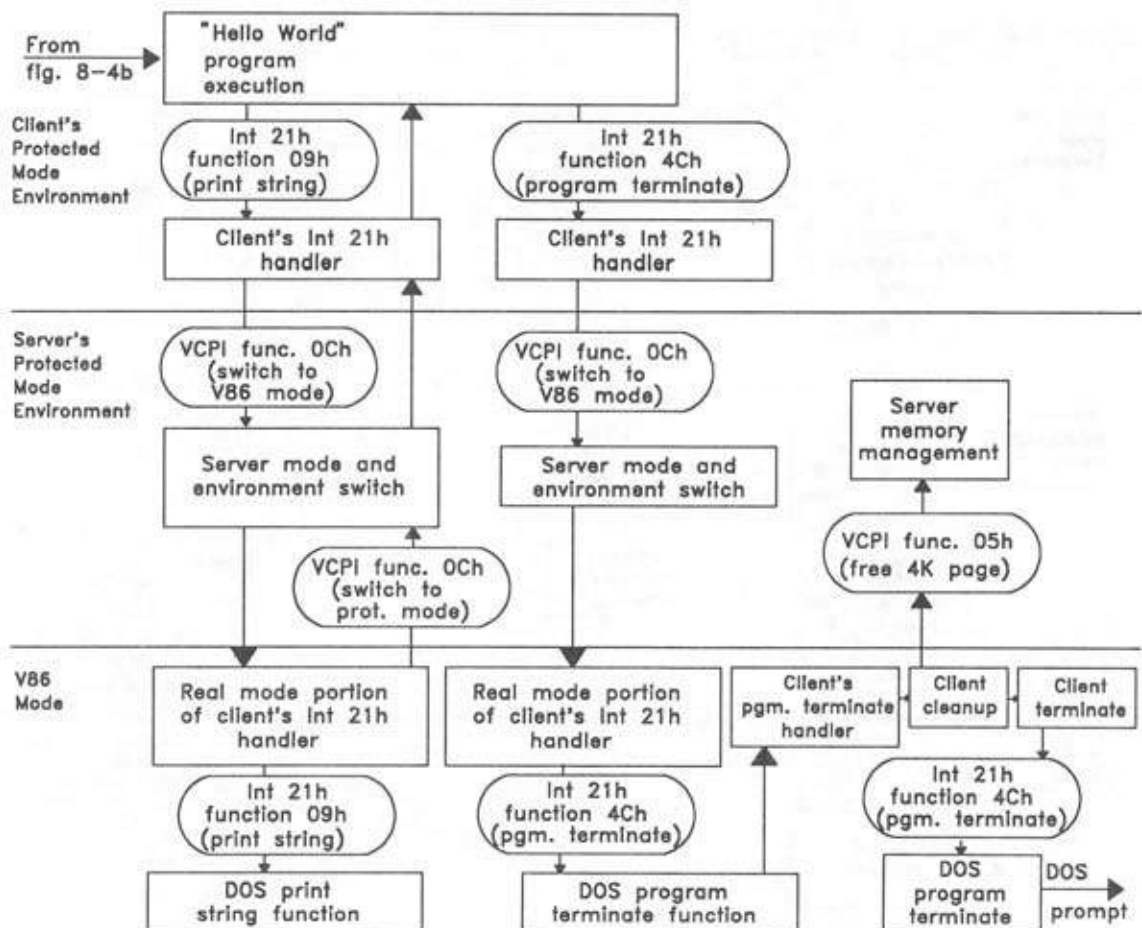 From
fig. 8-4b
"Hello World"
program
execution
Client's
Protected
Mode
Environment
Int 21h
function 09h
(print string)
Int 21h
function 4Ch
(program terminate)
Client's Int 21h
handler
Client's Int 21h
handler
Server's
Protected
Mode
Environment
VCPI func. 0Ch
(switch to
V86 mode)
VCPI func. 0Ch
(switch to
V86 mode)
Server
memory
management
Server mode and
environment switch
Server mode and
environment switch
VCPI func. 0Ch
(switch to
prot. mode)
VCPI func. 05h
(free 4K page)
V86
Mode
Real mode portion
of client's Int 21h
handler
Real mode portion
of client's Int 21h
handler
Client's
pgm. terminate
handler
Client
cleanup
Client
terminate
Int 21h
function 09h
(print string)
Int 21h
function 4Ch
(pgm. terminate)
Int 21h
function 4Ch
(pgm. terminate)
DOS print
string function
DOS program
terminate function
DOS
program
terminate
DOS
prompt